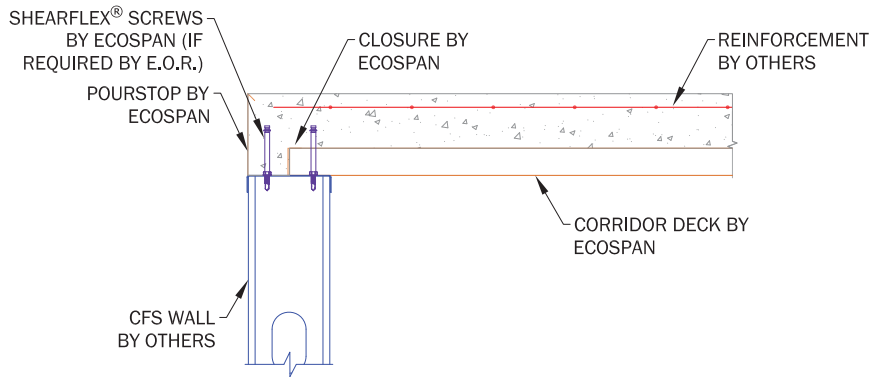 SHEARFLEX® SCREWS
BY ECOSPAN (IF
REQUIRED BY E.O.R.)
POURSTOP BY
ECOSPAN
CLOSURE BY
ECOSPAN
REINFORCEMENT
BY OTHERS
CORRIDOR DECK BY
ECOSPAN
CFS WALL
BY OTHERS